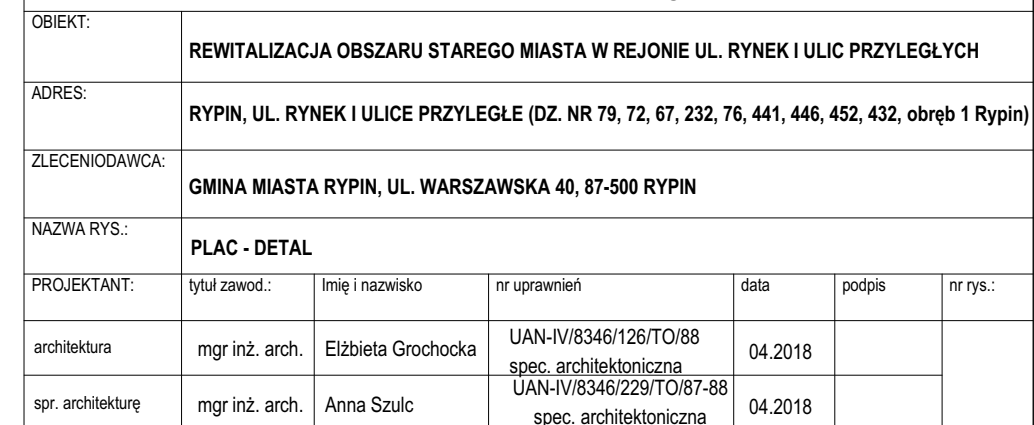 OBIEKT:
REWITALIZACJA OBSZARU STAREGO MIASTA W REJONIE UL. RYNEK I ULIC PRZYLEGŁYCH
ADRES:
RYPIN, UL. RYNEK I ULICE PRZYLEGŁE (DZ. NR 79, 72, 67, 232, 76, 441, 446, 452, 432, obręb 1 Rypin)
ZLECENIODAWCA:
GMINA MIASTA RYPIN, UL. WARSZAWSKA 40, 87-500 RYPIN
NAZWA RYS.:
PLAC - DETAL
PROJEKTANT: tytuł zawod.: Imię i nazwisko nr uprawnień data podpis nr rys.:
architektura mgr inż. arch. Elżbieta Grochocka UAN-IV/8346/126/TO/88 04.2018
spec. architektoniczna
spr. architekturę mgr inż. arch. Anna Szulc UAN-IV/8346/229/TO/87-88 04.2018
spec. architektoniczna